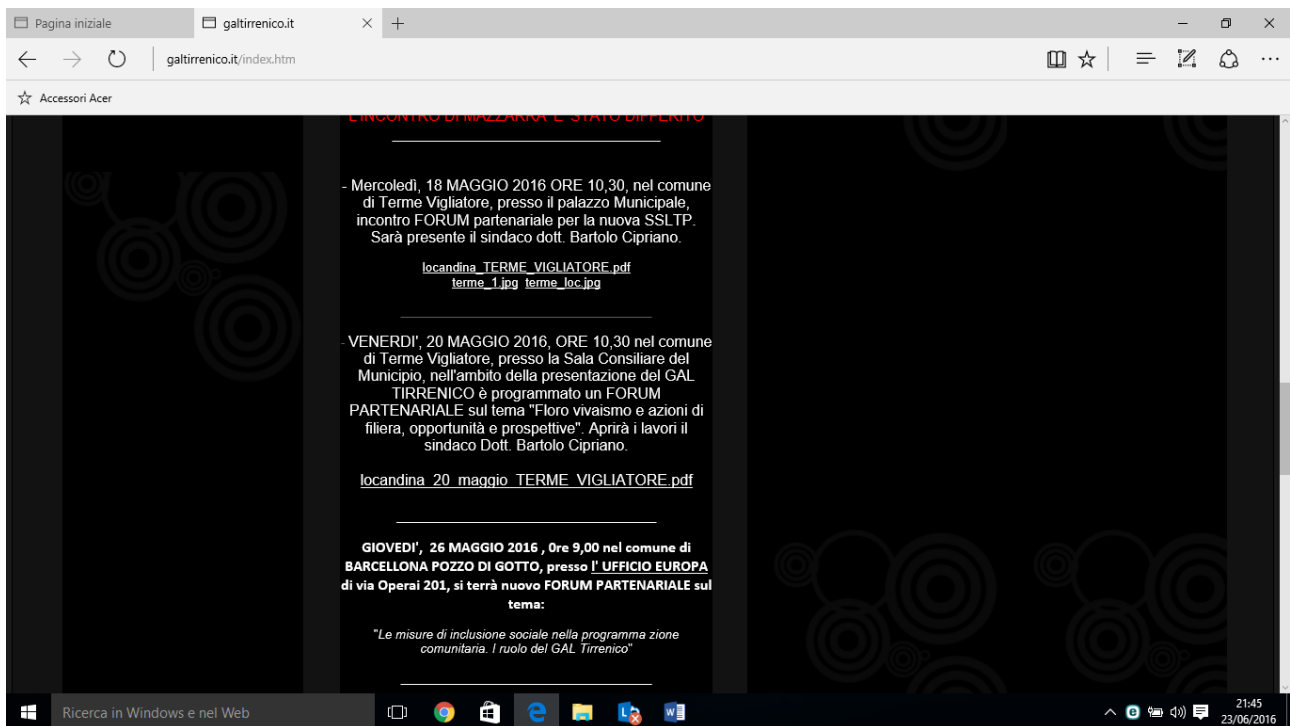 Pagina iniziale
galtirrenico.it
galtirrenico.it/index.htm
Accessori Acer
L'INCONTRO DI MAZZARRA' E' STATO DIFFERITO
- Mercoledì, 18 MAGGIO 2016 ORE 10,30, nel comune
di Terme Vigliatore, presso il palazzo Municipale,
incontro FORUM partenariale per la nuova SSLTP.
Sarà presente il sindaco dott. Bartolo Cipriano.
locandina_TERME_VIGLIATORE.pdf
terme_1.jpg terme_loc.jpg
- VENERDI', 20 MAGGIO 2016, ORE 10,30 nel comune
di Terme Vigliatore, presso la Sala Consiliare del
Municipio, nell'ambito della presentazione del GAL
TIRRENICO è programmato un FORUM
PARTENARIALE sul tema "Floro vivaismo e azioni di
filiera, opportunità e prospettive". Aprirà i lavori il
sindaco Dott. Bartolo Cipriano.
locandina_20_maggio_TERME_VIGLIATORE.pdf
GIOVEDI', 26 MAGGIO 2016 , 0re 9,00 nel comune di
BARCELLONA POZZO DI GOTTO, presso l' UFFICIO EUROPA
di via Operai 201, si terrà nuovo FORUM PARTENARIALE sul
tema:
"Le misure di inclusione sociale nella programma zione
comunitaria. I ruolo del GAL Tirrenico"
Ricerca in Windows e nel Web
21:45
23/06/2016